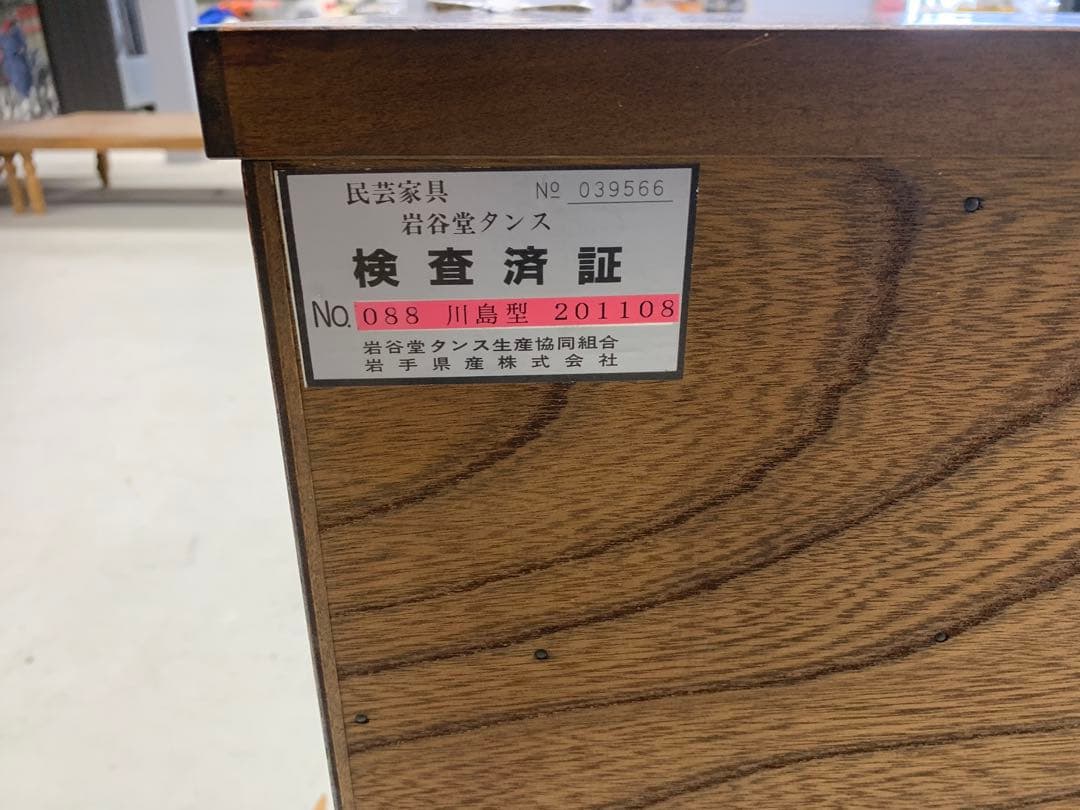 民芸家具 Nº 039566
岩谷堂タンス
検査済証
No. 088 川島型 201108
岩谷堂タンス生産協同組合
岩手県産株式会社